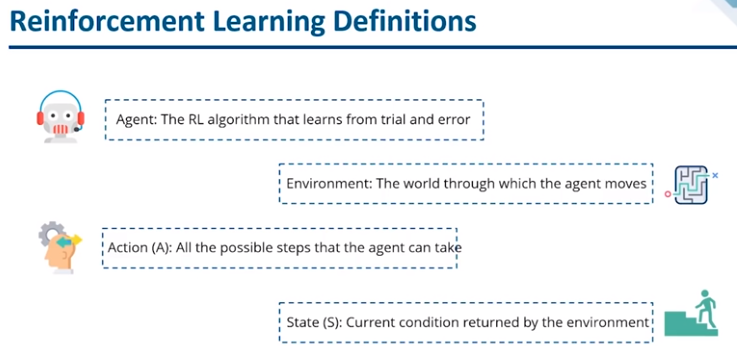 Reinforcement Learning Definitions
Agent: The RL algorithm that learns from trial and error
Environment: The world through which the agent moves
Action (A): All the possible steps that the agent can take
State (S): Current condition returned by the environment